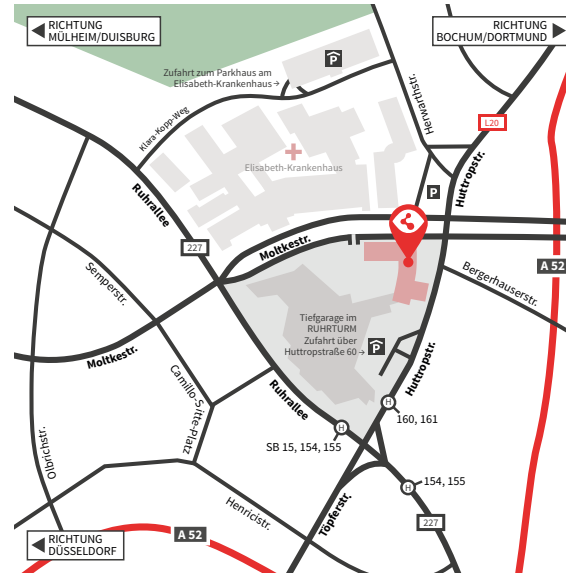 RICHTUNG
MÜLHEIM/DUISBURG
RICHTUNG
BOCHUM/DORTMUND
P
Zufahrt zum Parkhaus am
Elisabeth-Krankenhaus →
Herwarthstr.
L20
Klara-Kopp-Weg
Elisabeth-Krankenhaus
Huttropstr.
P
Ruhrallee
227
Moltkestr.
A 52
Semperstr.
Bergerhauserstr.
Tiefgarage im
RUHRTURM
Zufahrt über
Huttropstraße 60 →
P
Moltkestr.
Huttropstr.
Camillo-Sitte-Platz
Ruhrallee
H
160, 161
H
SB 15, 154, 155
Olbrichstr.
H
154, 155
Henricistr.
Töpferstr.
227
A 52
RICHTUNG
DÜSSELDORF